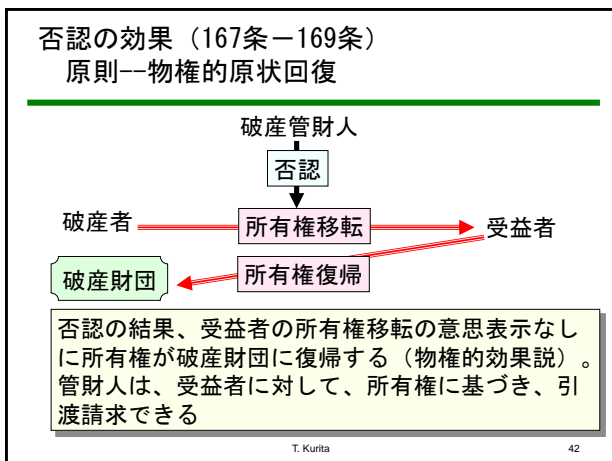 否認の効果（167条－169条）
原則--物権的原状回復
破産管財人
否認
破産者
所有権移転
受益者
破産財団
所有権復帰
否認の結果、受益者の所有権移転の意思表示なし
に所有権が破産財団に復帰する（物権的効果説）。
管財人は、受益者に対して、所有権に基づき、引
渡請求できる
T. Kurita
42